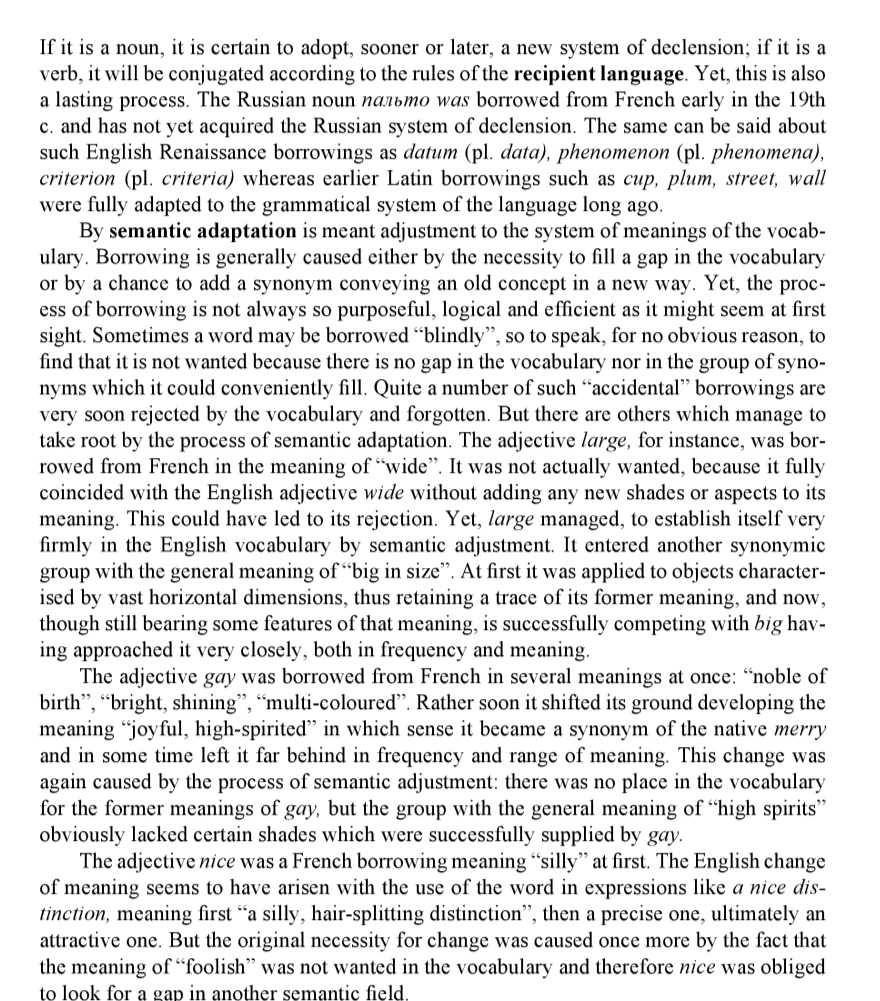 If it is a noun, it is certain to adopt, sooner or later, a new system of declension; if it is a
verb, it will be conjugated according to the rules of the recipient language. Yet, this is also
a lasting process. The Russian noun пальто was borrowed from French early in the 19th
c. and has not yet acquired the Russian system of declension. The same can be said about
such English Renaissance borrowings as datum (pl. data), phenomenon (pl. phenomena),
criterion (pl. criteria) whereas earlier Latin borrowings such as cup, plum, street, wall
were fully adapted to the grammatical system of the language long ago.
By semantic adaptation is meant adjustment to the system of meanings of the vocab-
ulary. Borrowing is generally caused either by the necessity to fill a gap in the vocabulary
or by a chance to add a synonym conveying an old concept in a new way. Yet, the proc-
ess of borrowing is not always so purposeful, logical and efficient as it might seem at first
sight. Sometimes a word may be borrowed “blindly”, so to speak, for no obvious reason, to
find that it is not wanted because there is no gap in the vocabulary nor in the group of syno-
nyms which it could conveniently fill. Quite a number of such “accidental” borrowings are
very soon rejected by the vocabulary and forgotten. But there are others which manage to
take root by the process of semantic adaptation. The adjective large, for instance, was bor-
rowed from French in the meaning of “wide”. It was not actually wanted, because it fully
coincided with the English adjective wide without adding any new shades or aspects to its
meaning. This could have led to its rejection. Yet, large managed, to establish itself very
firmly in the English vocabulary by semantic adjustment. It entered another synonymic
group with the general meaning of “big in size”. At first it was applied to objects character-
ised by vast horizontal dimensions, thus retaining a trace of its former meaning, and now,
though still bearing some features of that meaning, is successfully competing with big hav-
ing approached it very closely, both in frequency and meaning.
The adjective gay was borrowed from French in several meanings at once: “noble of
birth”, “bright, shining”, “multi-coloured”. Rather soon it shifted its ground developing the
meaning “joyful, high-spirited” in which sense it became a synonym of the native merry
and in some time left it far behind in frequency and range of meaning. This change was
again caused by the process of semantic adjustment: there was no place in the vocabulary
for the former meanings of gay, but the group with the general meaning of “high spirits”
obviously lacked certain shades which were successfully supplied by gay.
The adjective nice was a French borrowing meaning “silly” at first. The English change
of meaning seems to have arisen with the use of the word in expressions like a nice dis-
tinction, meaning first “a silly, hair-splitting distinction”, then a precise one, ultimately an
attractive one. But the original necessity for change was caused once more by the fact that
the meaning of “foolish” was not wanted in the vocabulary and therefore nice was obliged
to look for a gap in another semantic field.